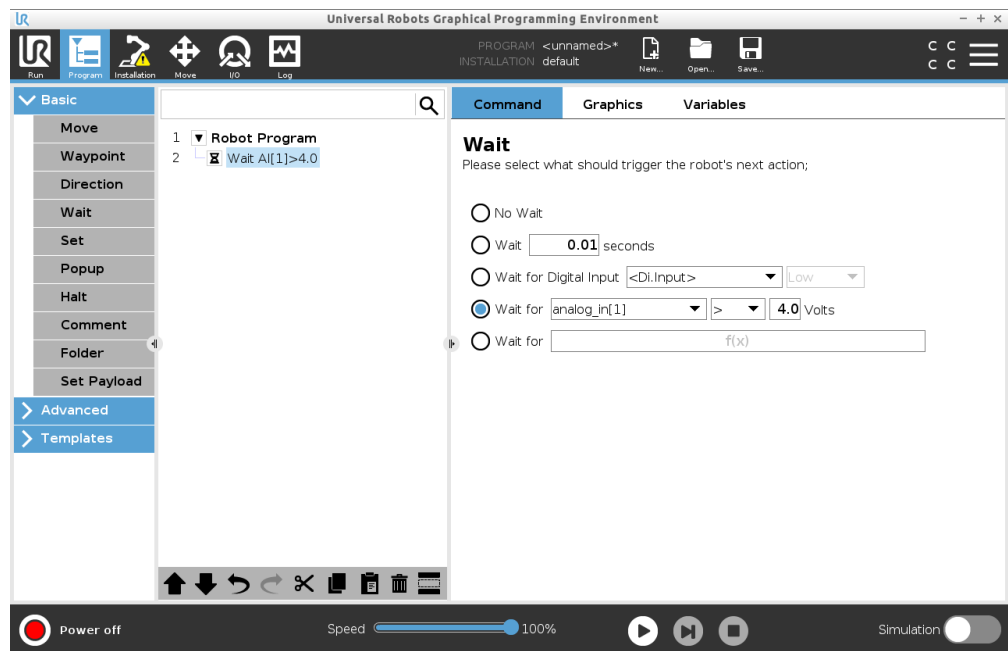 Universal Robots Graphical Programming Environment
UR
Run
Program
Installation
Move
I/O
Log
PROGRAM <unnamed>*
INSTALLATION default
New...
Open...
Save...
C C
C C
Basic
Move
Waypoint
Direction
Wait
Set
Popup
Halt
Comment
Folder
Set Payload
Advanced
Templates
1 Robot Program
2 Wait AI[1]>4.0
Command Graphics Variables
Wait
Please select what should trigger the robot's next action;
No Wait
Wait 0.01 seconds
Wait for Digital Input <Di.Input> Low
Wait for analog_in[1] > 4.0 Volts
Wait for f(x)
Power off
Speed 100%
Simulation